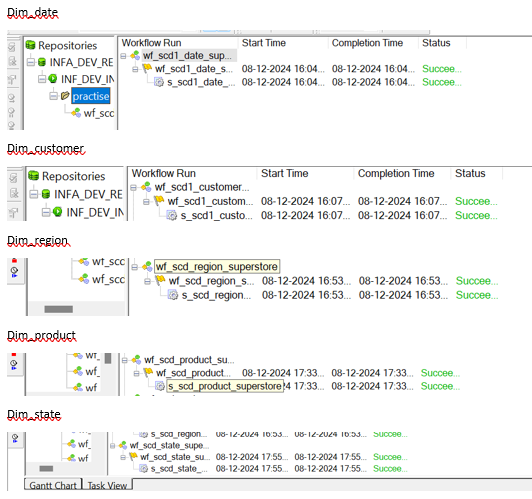 Dim_date
Workflow Run Start Time Completion Time Status
Repositories wf_scd1_date_sup...
INFA_DEV_RE wf_scd1_date_s... 08-12-2024 16:04... 08-12-2024 16:04... Succee...
INF_DEV_IN s_scd1_date_... 08-12-2024 16:04... 08-12-2024 16:04... Succee...
practise
wf_scc
Dim_customer
Workflow Run Start Time Completion Time Status
Repositories wf_scd1_customer...
INFA_DEV_RE wf_scd1_custom... 08-12-2024 16:07... 08-12-2024 16:07... Succee...
INF_DEV_IN s_scd1_custo... 08-12-2024 16:07... 08-12-2024 16:07... Succee...
Dim_region
wf_scc wf_scd_region_superstore
wf_scc wf_scd_region_s... 08-12-2024 16:53... 08-12-2024 16:53... Succee...
s_scd_region... 08-12-2024 16:53... 08-12-2024 16:53... Succee...
Dim_product
wf_ wf_scd_product_su...
wf_ wf_scd_product... 08-12-2024 17:33... 08-12-2024 17:33... Succee...
wf s_scd_product_superstore 4 17:33... 08-12-2024 17:33... Succee...
Dim_state
s_scd_region... 08-12-2024 16:53... 08-12-2024 16:53... Succee...
wf_ wf_scd_state_supe...
wf wf_scd_state_su... 08-12-2024 17:55... 08-12-2024 17:55... Succee...
s_scd_state_... 08-12-2024 17:55... 08-12-2024 17:55... Succee...
Gantt Chart Task View